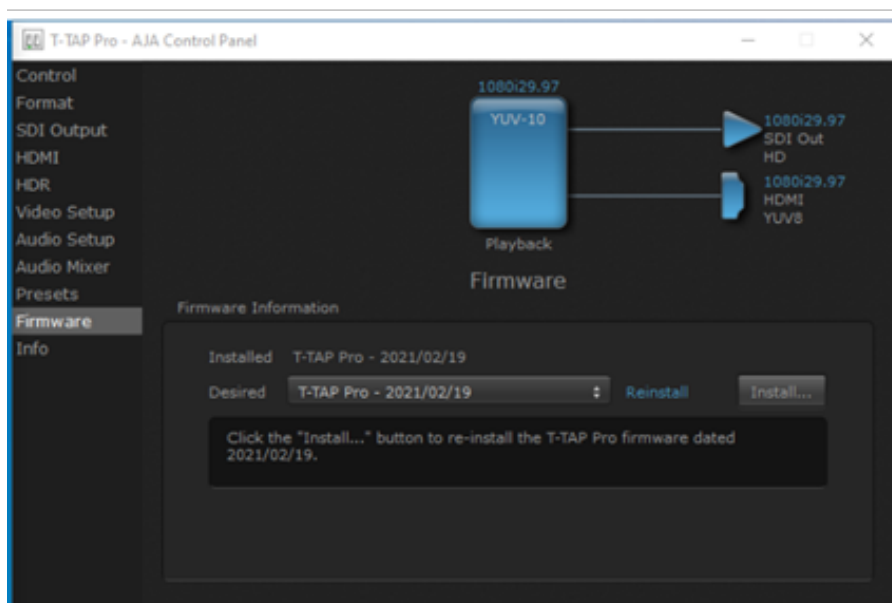 T-TAP Pro - AJA Control Panel
Control
Format
SDI Output
HDMI
HDR
Video Setup
Audio Setup
Audio Mixer
Presets
Firmware
Info
1080i29.97
YUV-10
Playback
1080i29.97
SDI Out
HD
1080i29.97
HDMI
YUV8
Firmware
Firmware Information
Installed T-TAP Pro - 2021/02/19
Desired T-TAP Pro - 2021/02/19 Reinstall Install...
Click the "Install..." button to re-install the T-TAP Pro firmware dated
2021/02/19.